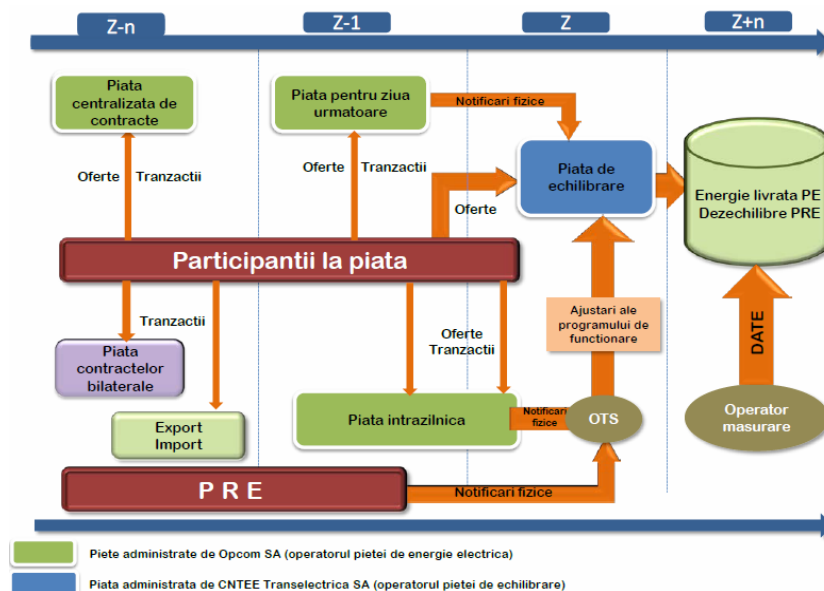 Z-n
Z-1
Z
Z+n
Piata
centralizata de
contracte
Piata pentru ziua
urmatoare
Notificari fizice
Oferte
Tranzactii
Oferte
Tranzactii
Piata de
echilibrare
Energie livrata PE
Dezechilibre PRE
Oferte
Participantii la piata
Tranzactii
Piata
contractelor
bilaterale
Oferte
Tranzactii
Ajustari ale
programului de
functionare
DATE
Export
Import
Piata intrazilnica
Notificari
fizice
OTS
Operator
masurare
P R E
Notificari fizice
Piete administrate de Opcom SA (operatorul pietei de energie electrica)
Piata administrata de CNTEE Transelectrica SA (operatorul pietei de echilibrare)